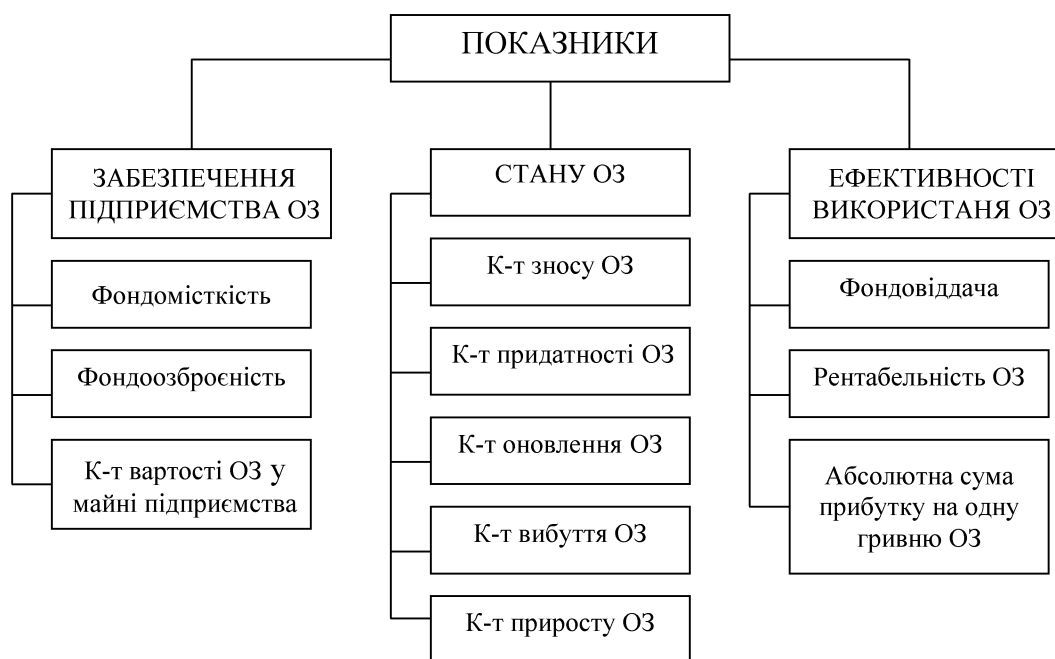 ПОКАЗНИКИ
ЗАБЕЗПЕЧЕННЯ
ПІДПРИЄМСТВА ОЗ
Фондомісткість
Фондоозброєність
К-т вартості ОЗ у
майні підприємства
СТАНУ ОЗ
К-т зносу ОЗ
К-т придатності ОЗ
К-т оновлення ОЗ
К-т вибуття ОЗ
К-т приросту ОЗ
ЕФЕКТИВНОСТІ
ВИКОРИСТАНЯ ОЗ
Фондовіддача
Рентабельність ОЗ
Абсолютна сума
прибутку на одну
гривню ОЗ